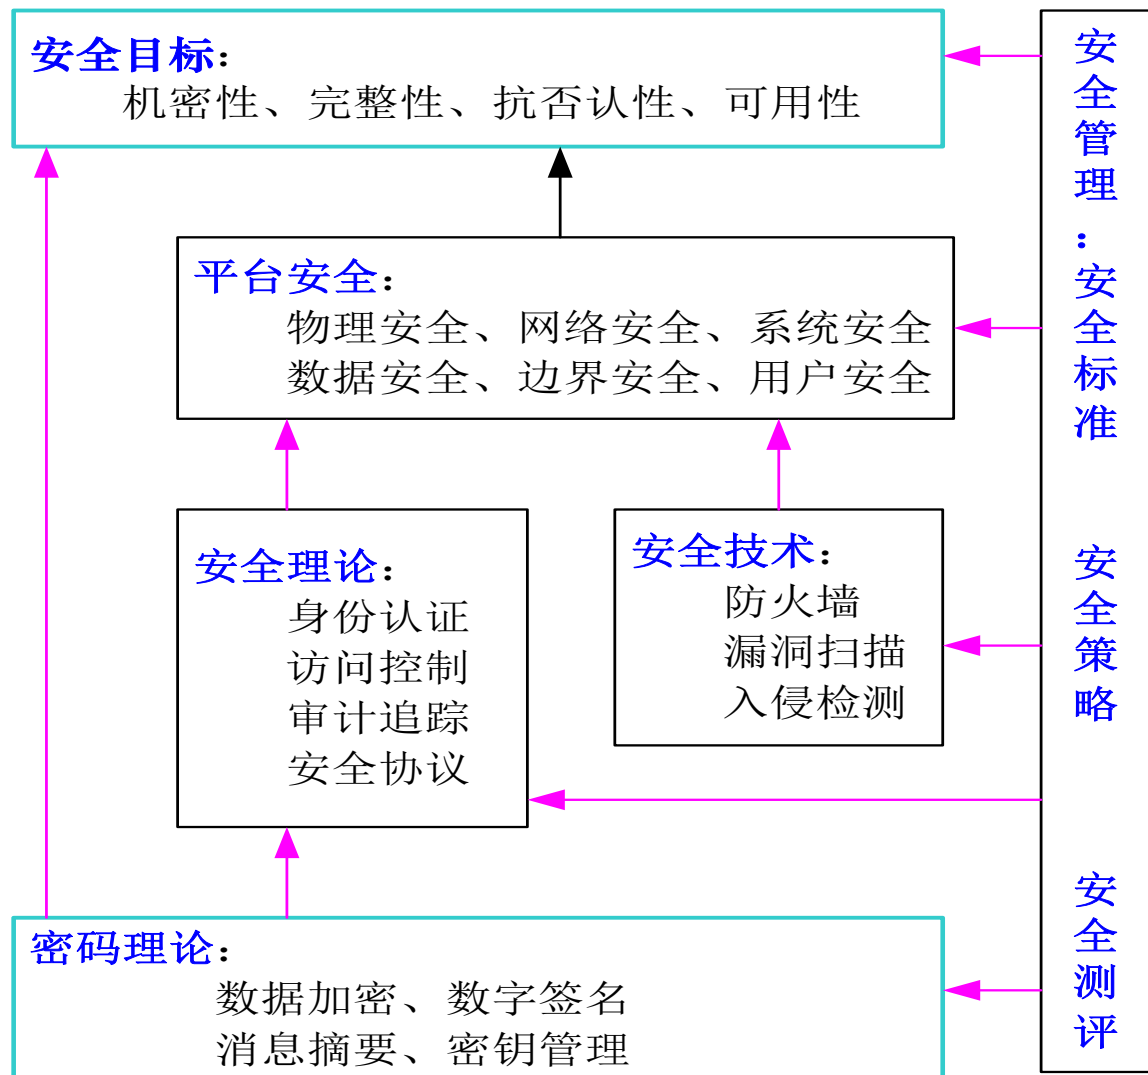 安全目标：
机密性、完整性、抗否认性、可用性
平台安全：
物理安全、网络安全、系统安全
数据安全、边界安全、用户安全
安全理论：
身份认证
访问控制
审计追踪
安全协议
安全技术：
防火墙
漏洞扫描
入侵检测
密码理论：
数据加密、数字签名
消息摘要、密钥管理
安全管理：安全标准
安全策略
安全测评